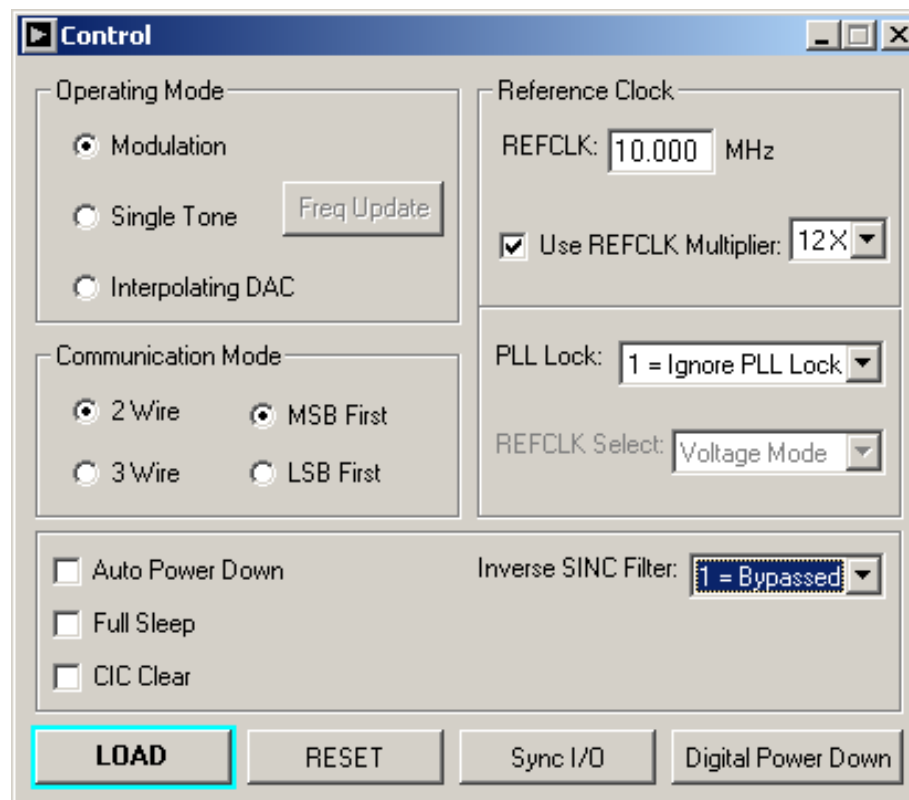 Control
Operating Mode
Modulation
Single Tone
Freq Update
Interpolating DAC
Reference Clock
REFCLK: 10.000 MHz
Use REFCLK Multiplier: 12X
Communication Mode
2 Wire
MSB First
3 Wire
LSB First
PLL Lock: 1 = Ignore PLL Lock
REFCLK Select: Voltage Mode
Auto Power Down
Full Sleep
CIC Clear
Inverse SINC Filter: 1 = Bypassed
LOAD
RESET
Sync I/O
Digital Power Down